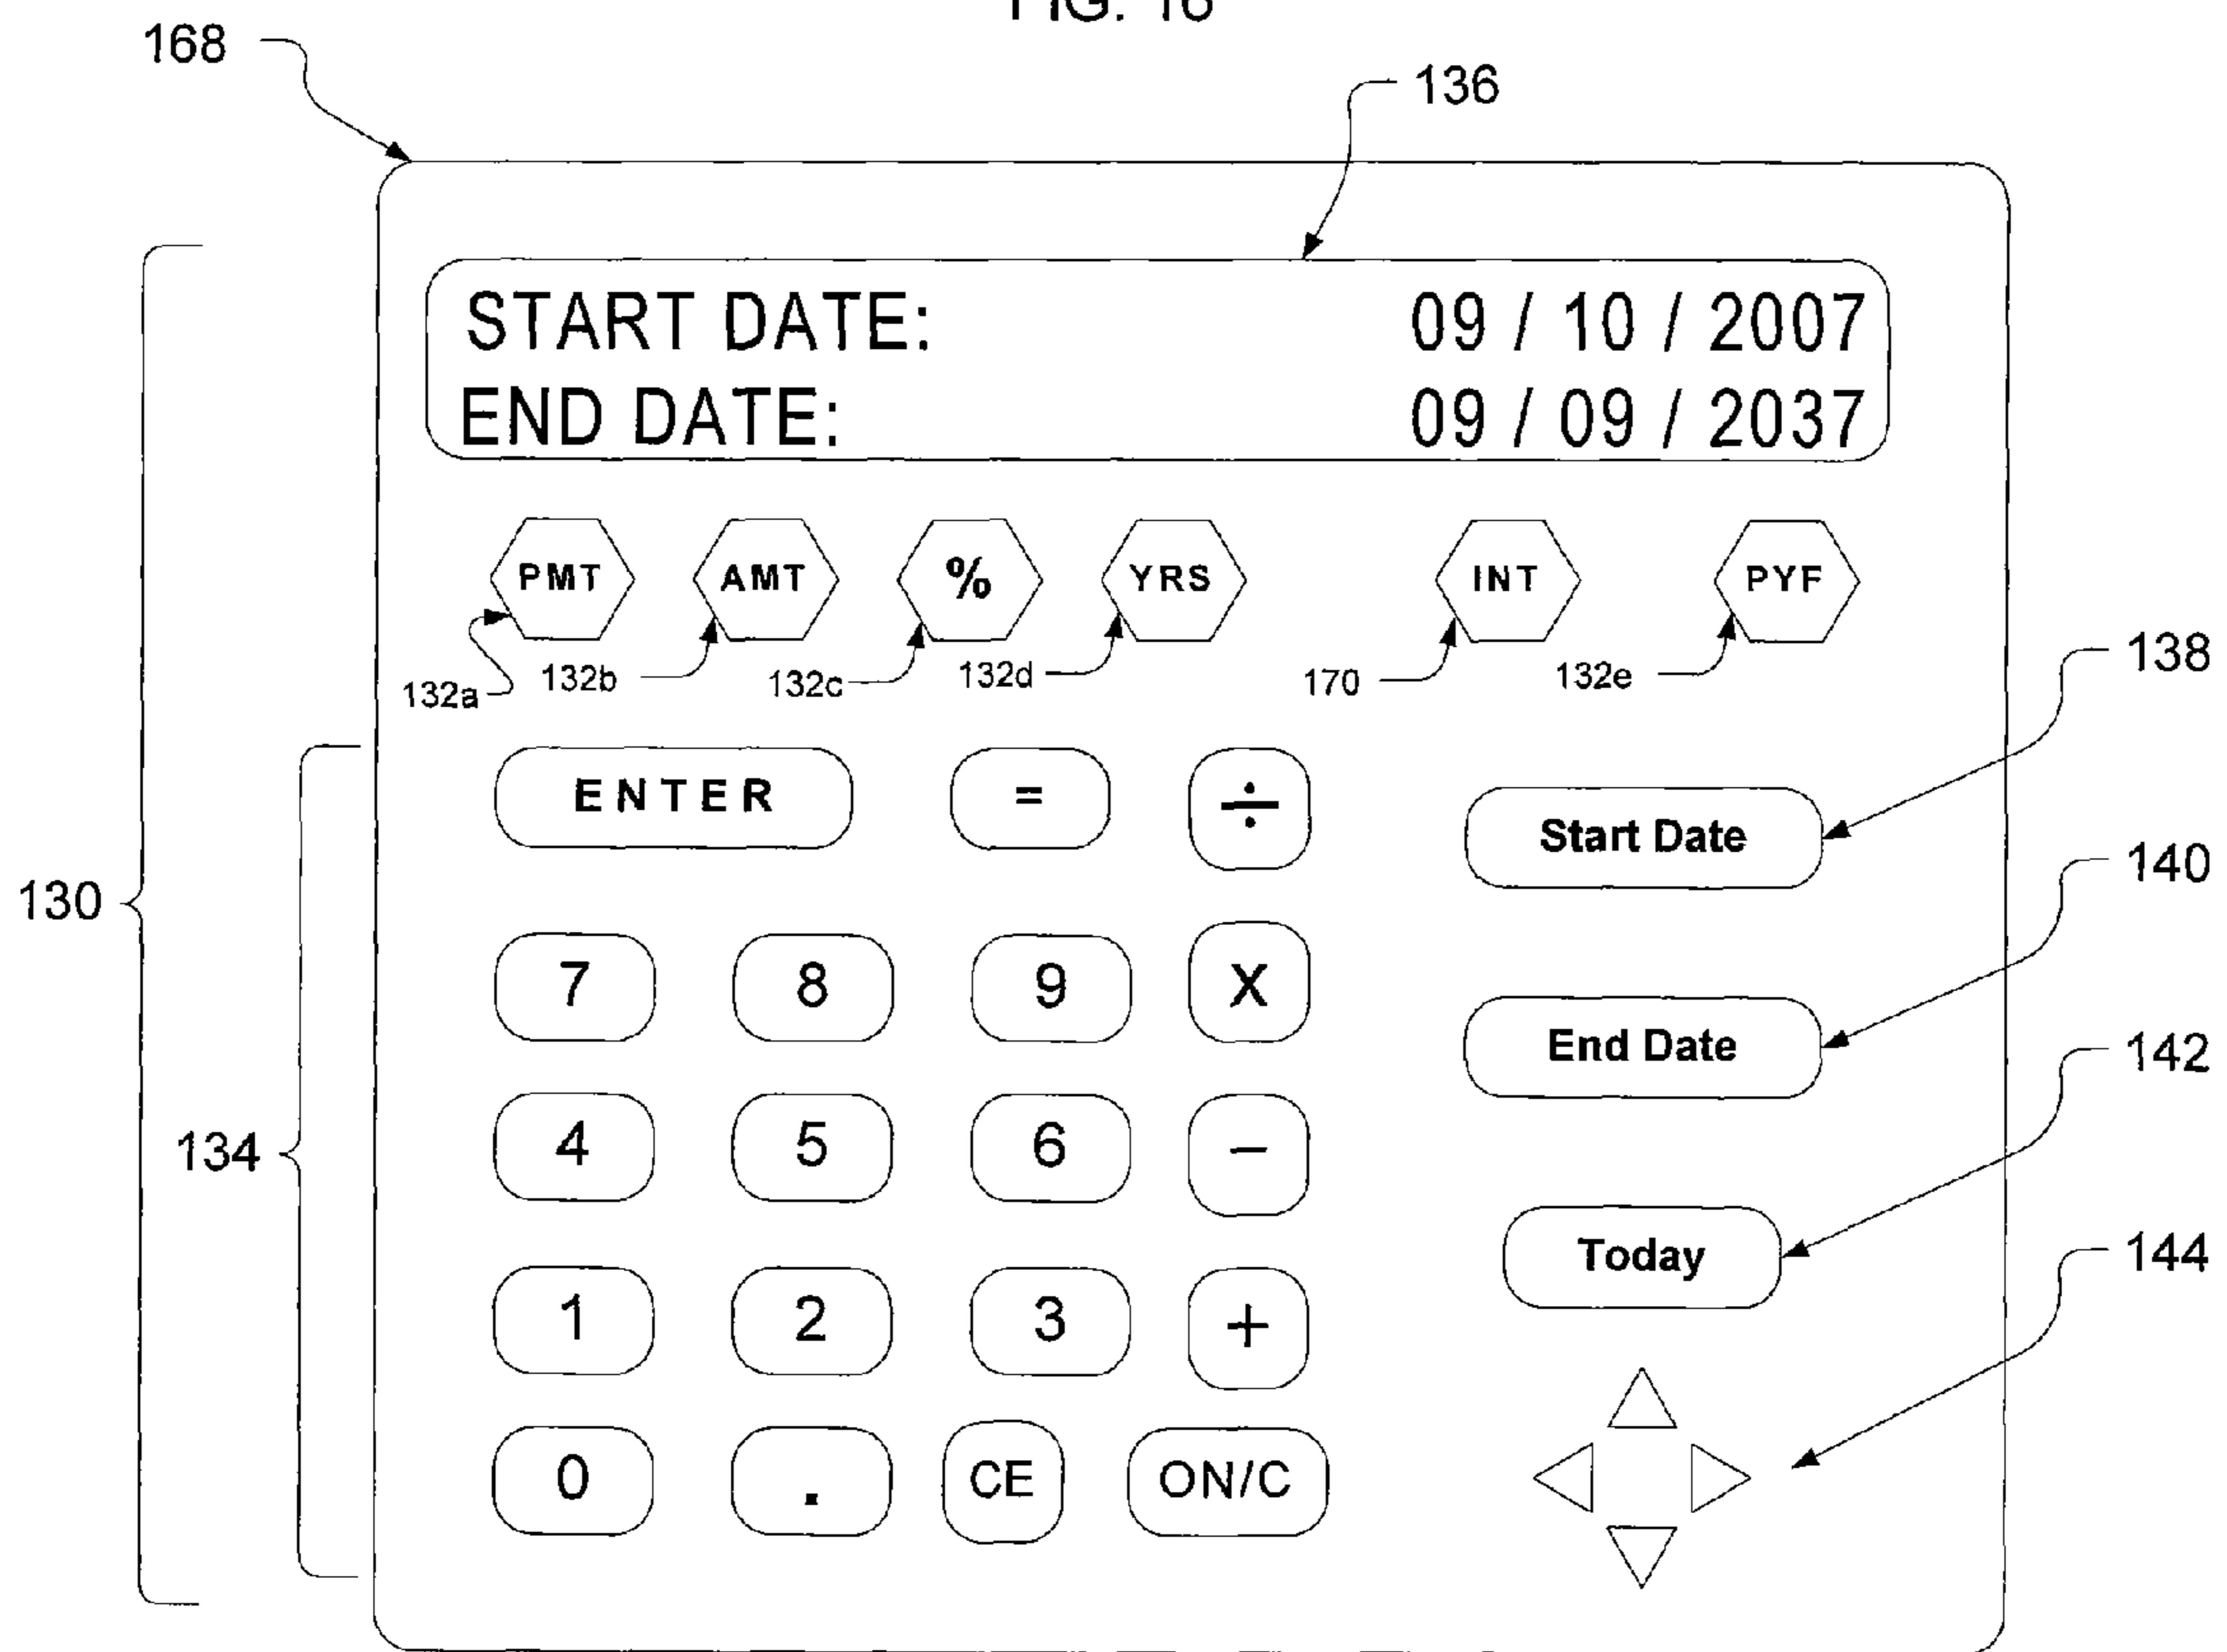 FIG. 16
168
136
START DATE: 09 / 10 / 2007
END DATE: 09 / 09 / 2037
PMT AMT % YRS INT PYF
132a 132b 132c 132d 170 132e
138
ENTER = ÷ Start Date
140
130
7 8 9 X
End Date
142
134
4 5 6 -
Today
144
1 2 3 +
0 . CE ON/C